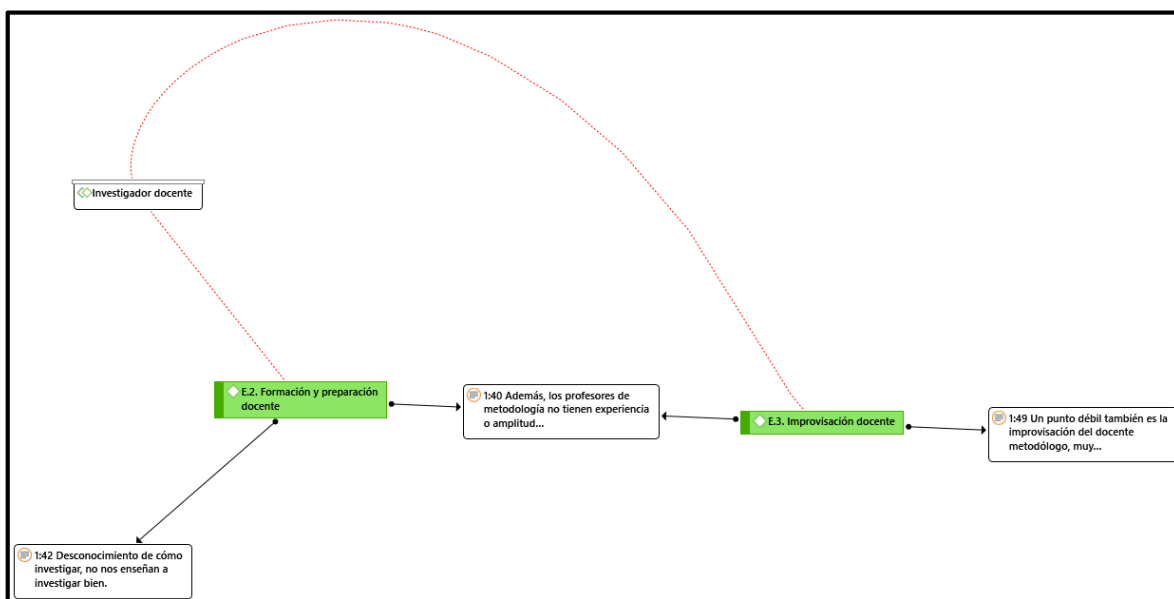 Investigador docente
E.2. Formación y preparación
docente
1:40 Además, los profesores de
metodología no tienen experiencia
o amplitud...
E.3. Improvisación docente
1:49 Un punto débil también es la
improvisación del docente
metodólogo, muy...
1:42 Desconocimiento de cómo
investigar, no nos enseñan a
investigar bien.